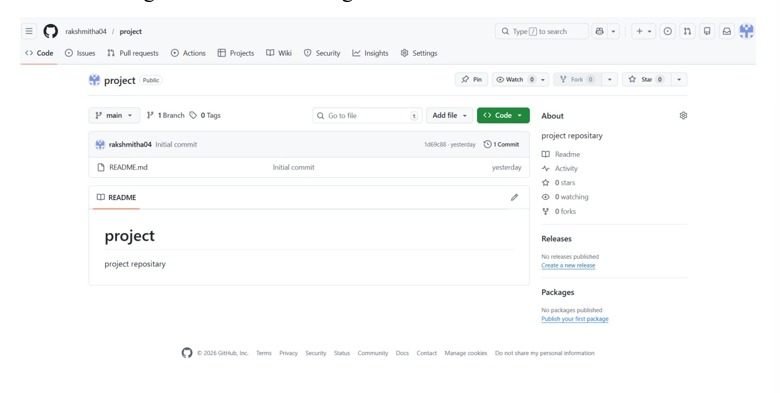 rakshmitha04 / project
Type / to search
Code Issues Pull requests Actions Projects Wiki Security Insights Settings
project Public
Pin Watch 0 Fork 0 Star 0
main 1 Branch 0 Tags Go to file t Add file Code
rakshmitha04 Initial commit 1d69c88 · yesterday 1 Commit
README.md Initial commit yesterday
README
project
project repositary
About
project repositary
Readme
Activity
0 stars
0 watching
0 forks
Releases
No releases published
Create a new release
Packages
No packages published
Publish your first package
© 2026 GitHub, Inc. Terms Privacy Security Status Community Docs Contact Manage cookies Do not share my personal information